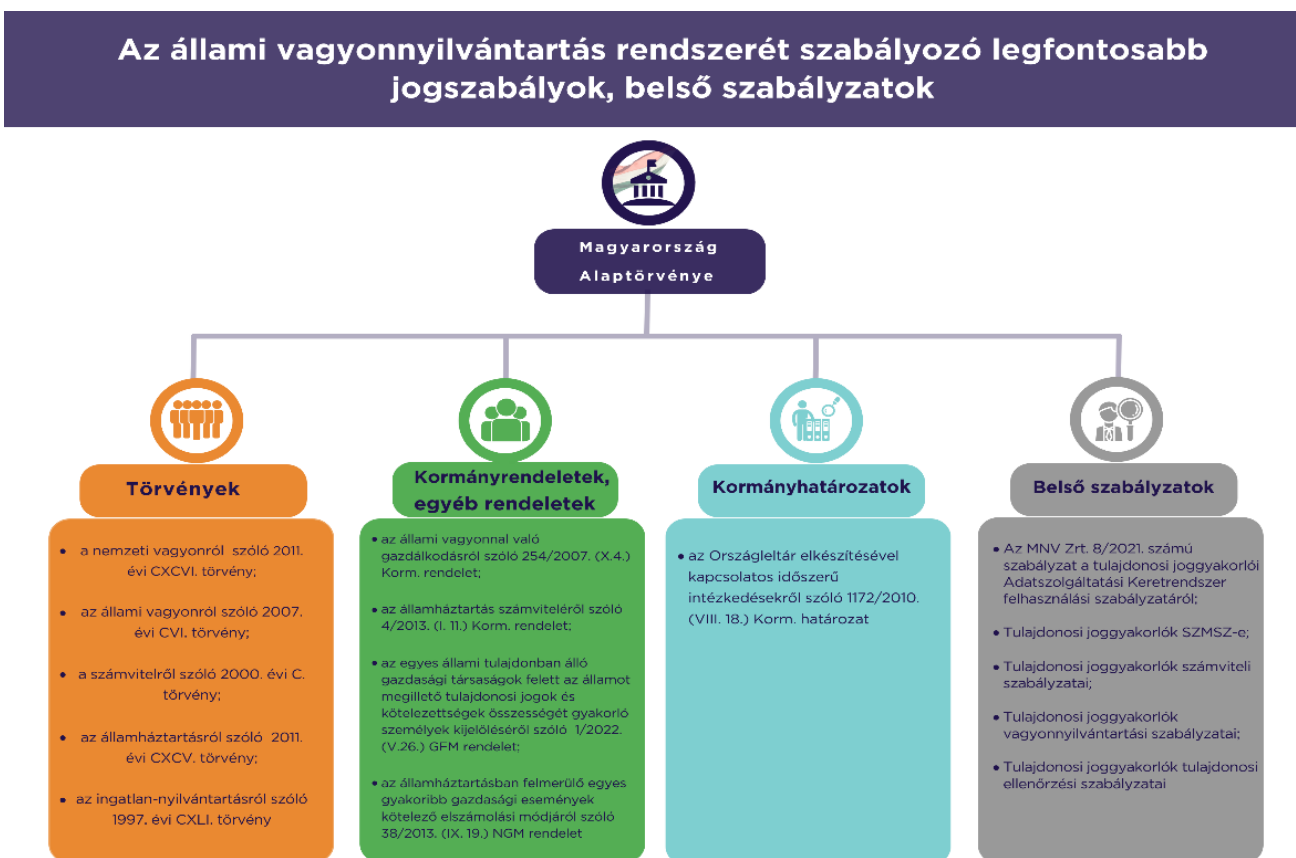 Az állami vagyonnyilvántartás rendszerét szabályozó legfontosabb
jogszabályok, belső szabályzatok
Magyarország
Alaptörvénye
Törvények
• a nemzeti vagyonról szóló 2011.
évi CXCVI. törvény;
• az állami vagyonról szóló 2007.
évi CVI. törvény;
• a számvitelről szóló 2000. évi C.
törvény;
• az államháztartásról szóló 2011.
évi CXCV. törvény;
• az ingatlan-nyilvántartásról szóló
1997. évi CXLI. törvény
Kormányrendeletek,
egyéb rendeletek
• az állami vagyonnal való
gazdálkodásról szóló 254/2007. (X.4.)
Korm. rendelet;
• az államháztartás számviteléről szóló
4/2013. (I. 11.) Korm. rendelet;
• az egyes állami tulajdonban álló
gazdasági társaságok felett az államot
megillető tulajdonosi jogok és
kötelezettségek összességét gyakorló
személyek kijelöléséről szóló 1/2022.
(V.26.) GFM rendelet;
• az államháztartásban felmerülő egyes
gyakoribb gazdasági események
kötelező elszámolási módjáról szóló
38/2013. (IX. 19.) NGM rendelet
Kormányhatározatok
• az Országleltár elkészítésével
kapcsolatos időszerű
intézkedésekről szóló 1172/2010.
(VIII. 18.) Korm. határozat
Belső szabályzatok
• Az MNV Zrt. 8/2021. számú
szabályzat a tulajdonosi joggyakorlói
Adatszolgáltatási Keretrendszer
felhasználási szabályzatáról;
• Tulajdonosi joggyakorlók SZMSZ-e;
• Tulajdonosi joggyakorlók számviteli
szabályzatai;
• Tulajdonosi joggyakorlók
vagyonnyilvántartási szabályzatai;
• Tulajdonosi joggyakorlók tulajdonosi
ellenőrzési szabályzatai